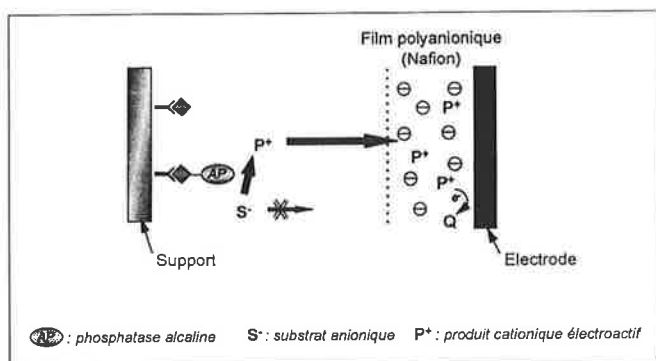 Film polyanionique
(Nafion)
P⁺
P⁺
P⁺
AP
P⁺
S⁻
e⁻
Q
Support
Electrode
AP : phosphatase alcaline S⁻ : substrat anionique P⁺ : produit cationique électroactif